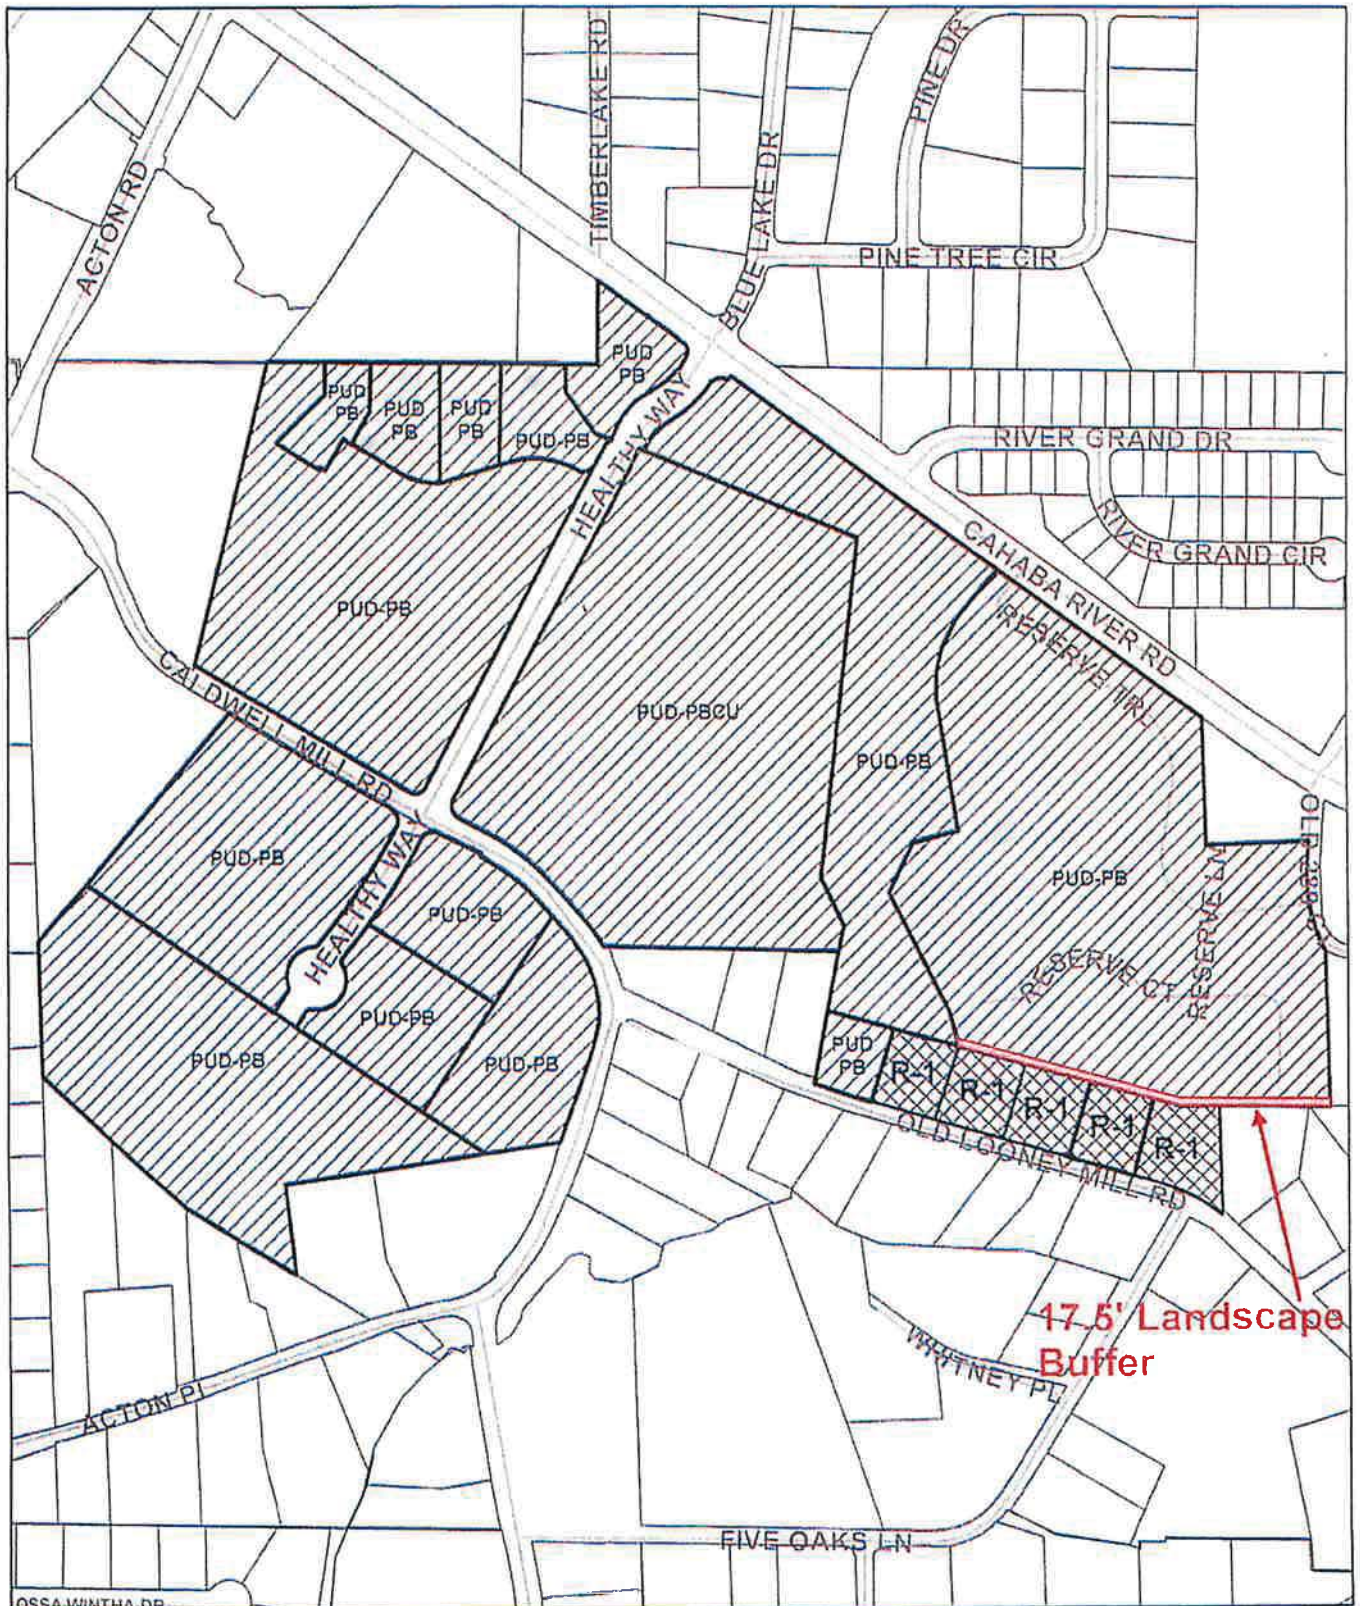 TIMBERLAKE RD
PINE DR
ACTON RD
BLUE LAKE DR
PINE TREE CIR
PUD
PB
PUD
PB
PUD
PB
PUD
PB
PUD-PB
HEALTHY WAY
RIVER GRAND DR
RIVER GRAND CIR
CAHABA RIVER RD
RESERVE TRL
PUD-PB
CALDWELL MILL RD
PUD-PBCU
PUD-PB
PUD-PB
PUD-PB
HEALTHY WAY
PUD-PB
RESERVE LN
RESERVE CT
PUD-PB
PUD-PB
PUD-PB
PUD
PB
R-1
R-1
R-1
R-1
R-1
OLD LOONEY MILL RD
17.5' Landscape
Buffer
WHITNEY PL
ACTON PL
FIVE OAKS LN
OSSA-WINTHA DR